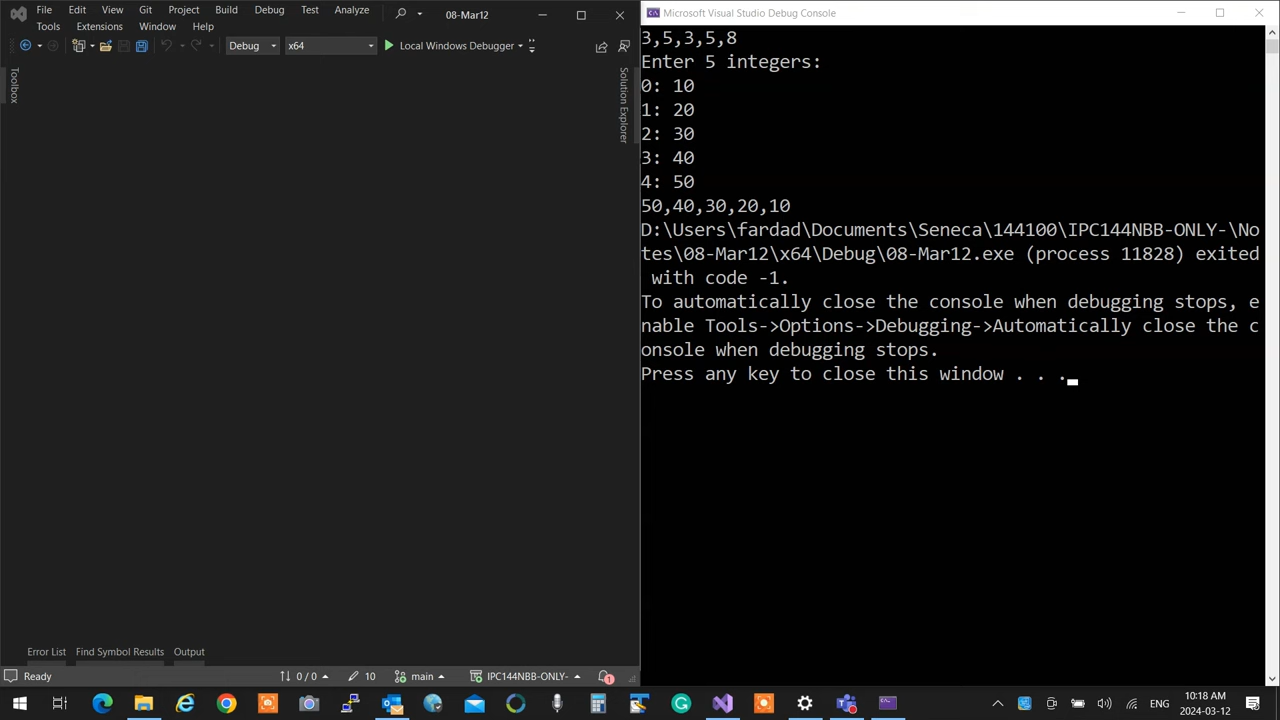 File Edit View Git Project Build Debug Test Analyze 08-Mar12
Tools Extensions Window Help
Debug x64 Local Windows Debugger
Toolbox
Solution Explorer
Error List Find Symbol Results Output
Ready 0 / 0 10 main IPC144NBB-ONLY- 1
Microsoft Visual Studio Debug Console
3,5,3,5,8
Enter 5 integers:
0: 10
1: 20
2: 30
3: 40
4: 50
50,40,30,20,10
D:\Users\fardad\Documents\Seneca\144100\IPC144NBB-ONLY-\No
tes\08-Mar12\x64\Debug\08-Mar12.exe (process 11828) exited
with code -1.
To automatically close the console when debugging stops, e
nable Tools->Options->Debugging->Automatically close the c
onsole when debugging stops.
Press any key to close this window . . .
ENG 10:18 AM
2024-03-12